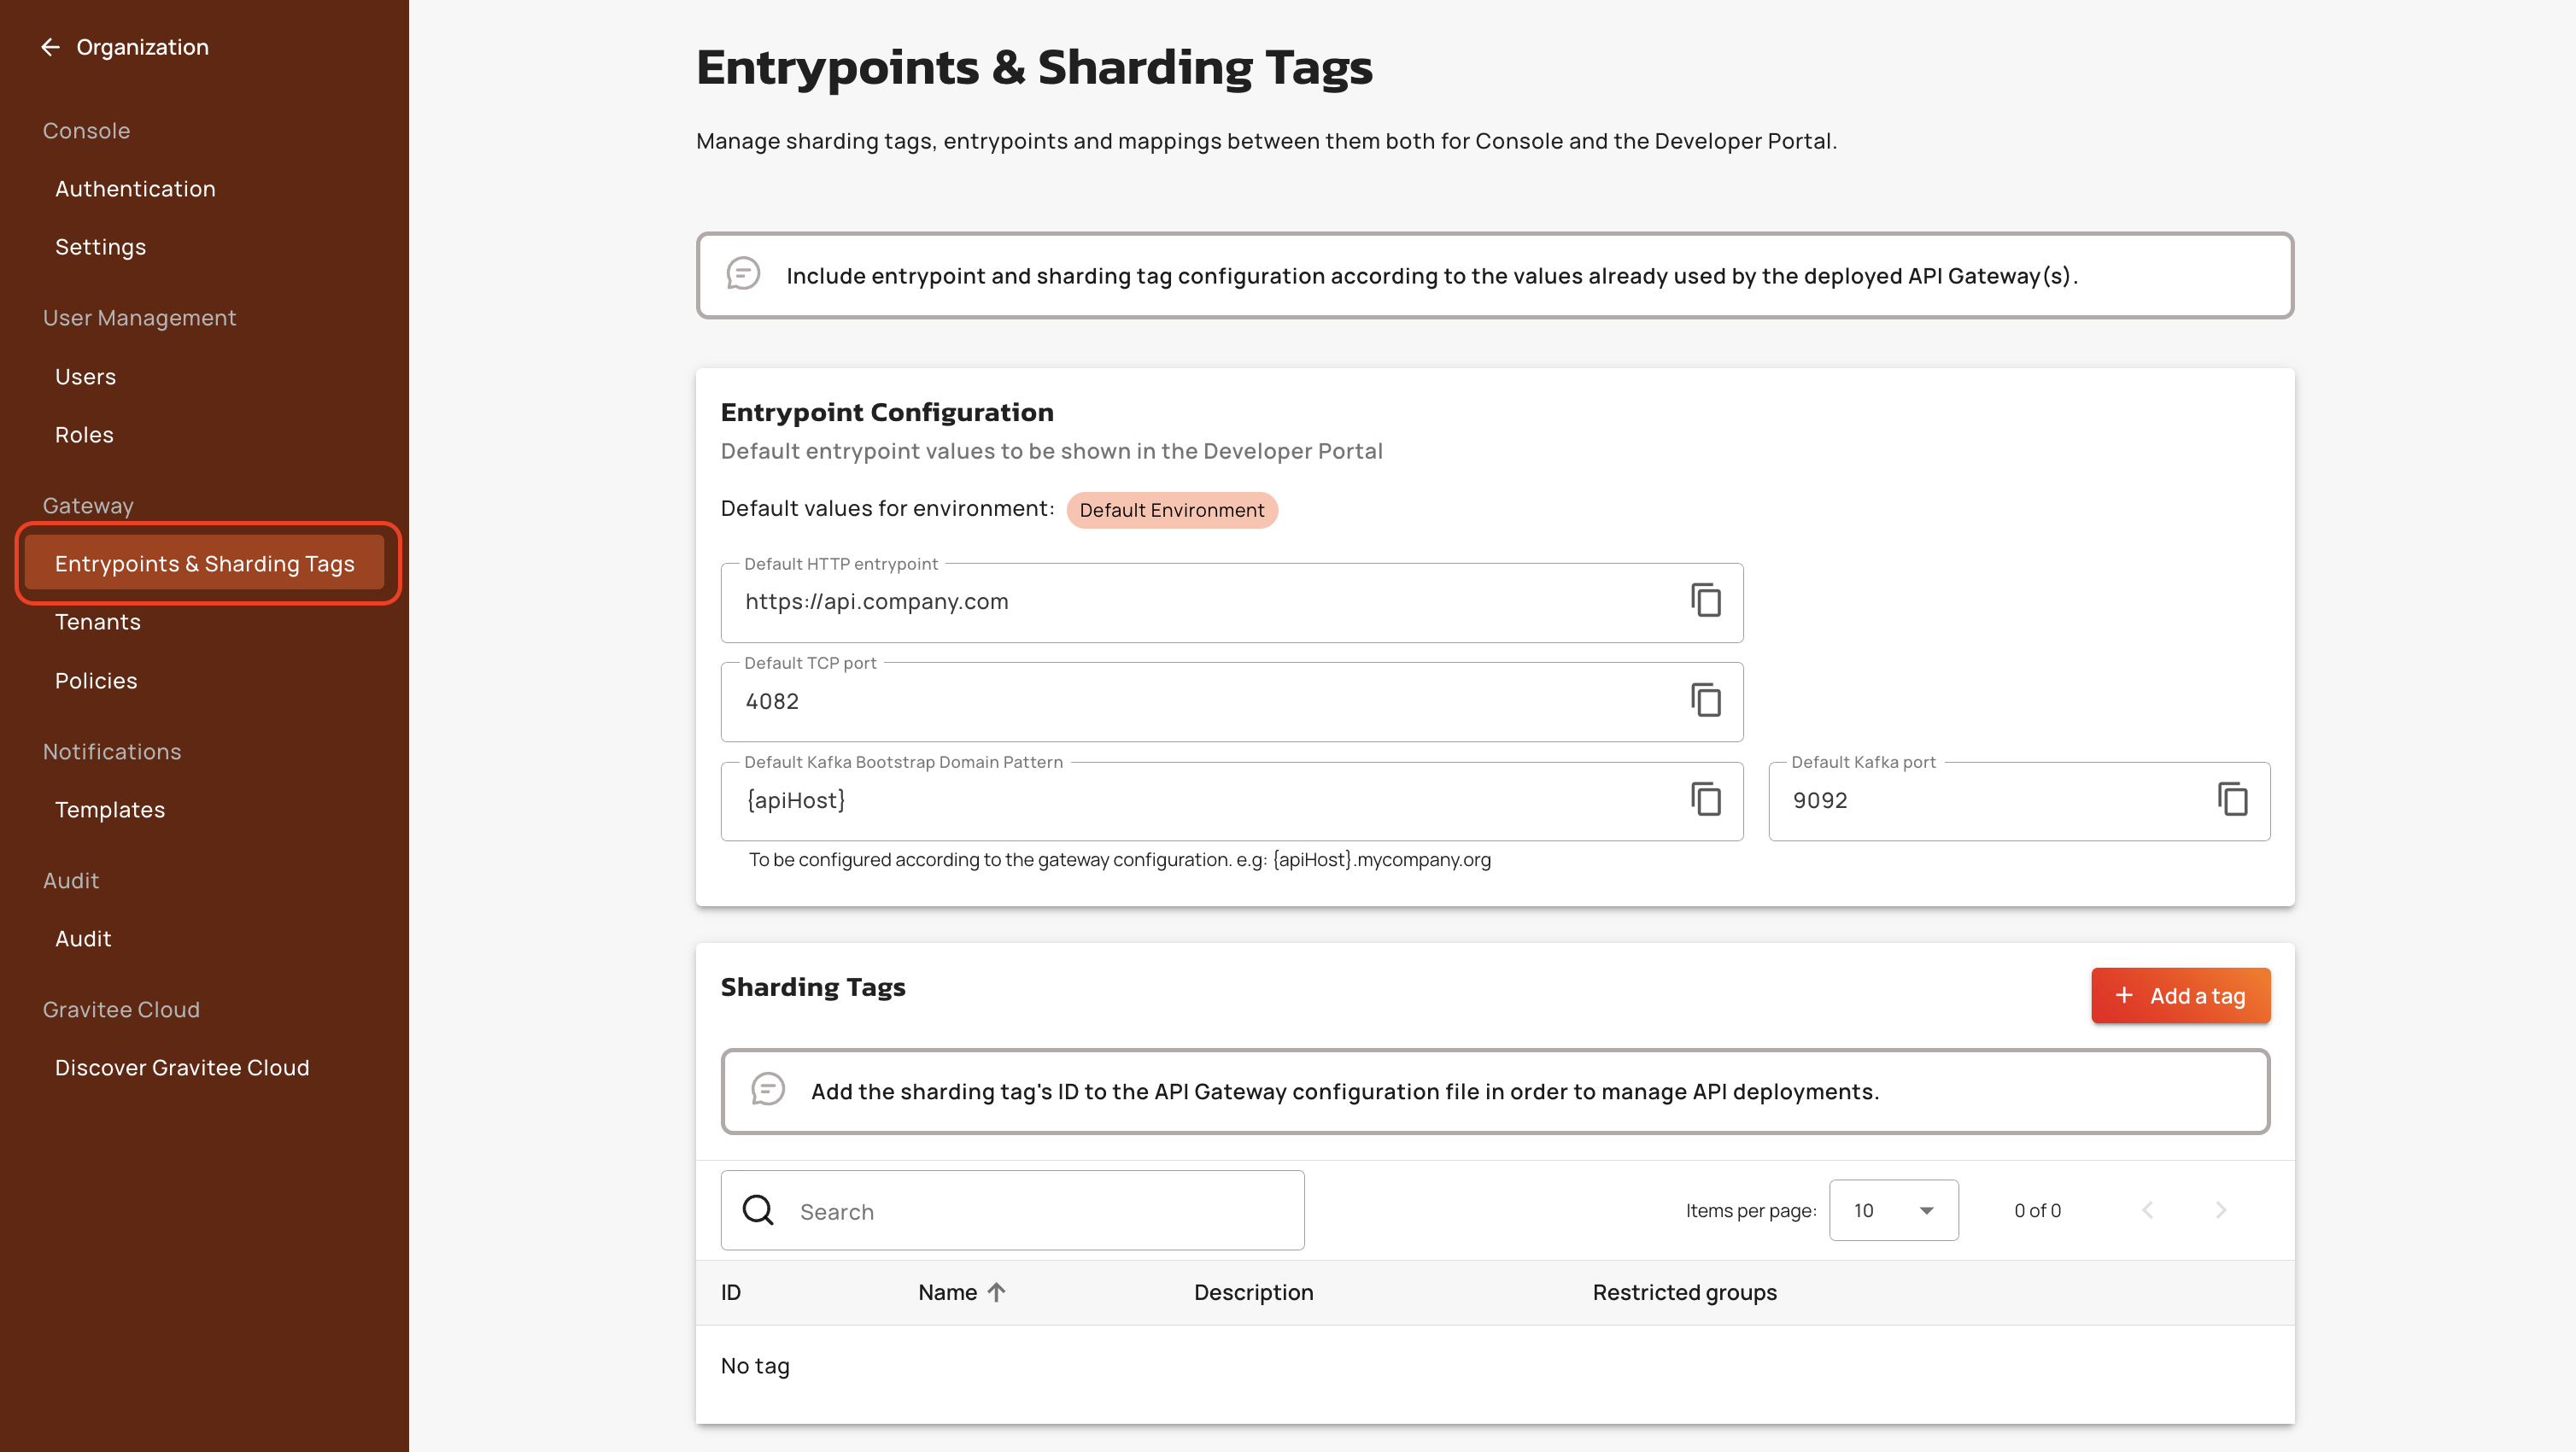 Organization
Console
Authentication
Settings
User Management
Users
Roles
Gateway
Entrypoints & Sharding Tags
Tenants
Policies
Notifications
Templates
Audit
Audit
Gravitee Cloud
Discover Gravitee Cloud
Entrypoints & Sharding Tags
Manage sharding tags, entrypoints and mappings between them both for Console and the Developer Portal.
Include entrypoint and sharding tag configuration according to the values already used by the deployed API Gateway(s).
Entrypoint Configuration
Default entrypoint values to be shown in the Developer Portal
Default values for environment: Default Environment
Default HTTP entrypoint
https://api.company.com
Default TCP port
4082
Default Kafka Bootstrap Domain Pattern
{apiHost}
Default Kafka port
9092
To be configured according to the gateway configuration. e.g: {apiHost}.mycompany.org
Sharding Tags
Add a tag
Add the sharding tag's ID to the API Gateway configuration file in order to manage API deployments.
Search
Items per page: 10 0 of 0
ID Name Description Restricted groups
No tag